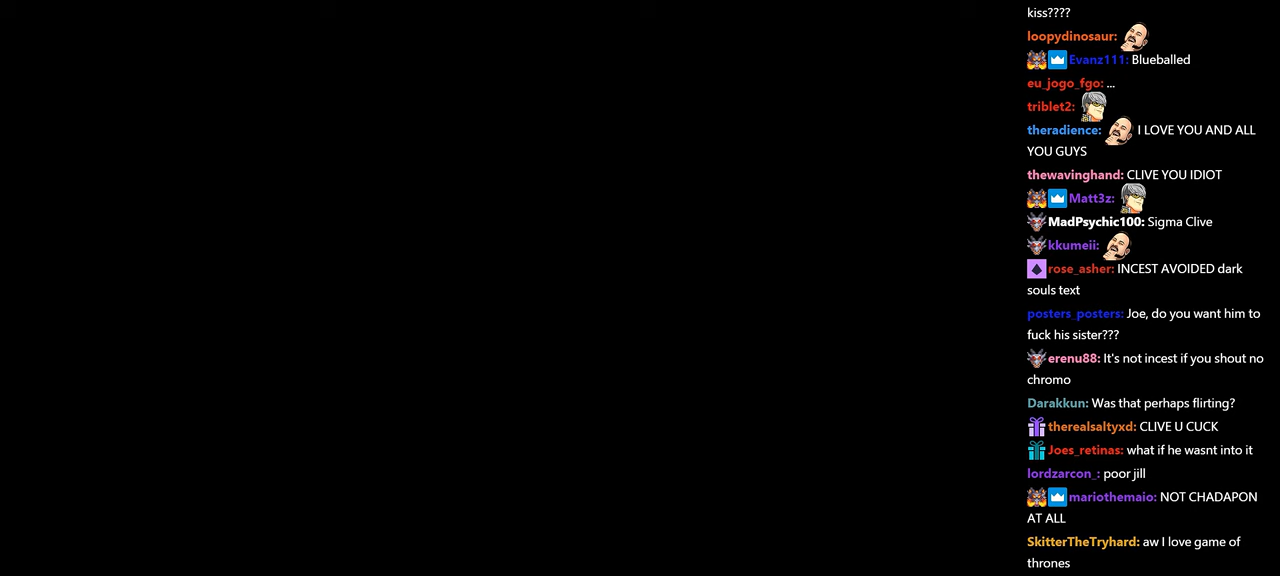 kiss????
loopydinosaur:
Evanz111: Blueballed
eu_jogo_fgo: ...
triblet2:
theradience: I LOVE YOU AND ALL
YOU GUYS
thewavinghand: CLIVE YOU IDIOT
Matt3z:
MadPsychic100: Sigma Clive
kkumeii:
rose_asher: INCEST AVOIDED dark
souls text
posters_posters: Joe, do you want him to
fuck his sister???
erenu88: It's not incest if you shout no
chromo
Darakkun: Was that perhaps flirting?
therealsaltyxd: CLIVE U CUCK
Joes_retinas: what if he wasnt into it
lordzarcon_: poor jill
mariothemaio: NOT CHADAPON
AT ALL
SkitterTheTryhard: aw I love game of
thrones